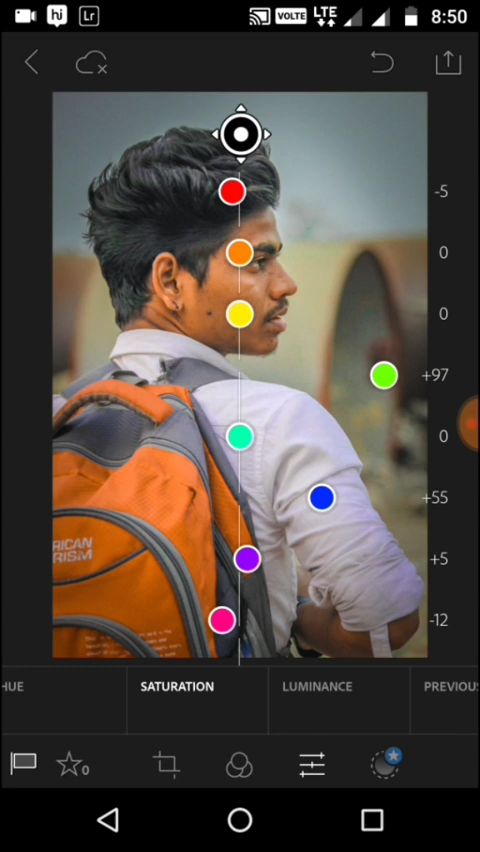 hj Lr VOLTE LTE 8:50
-5
0
0
+97
0
+55
+5
-12
RICAN
RISM
HUE SATURATION LUMINANCE PREVIOUS
0